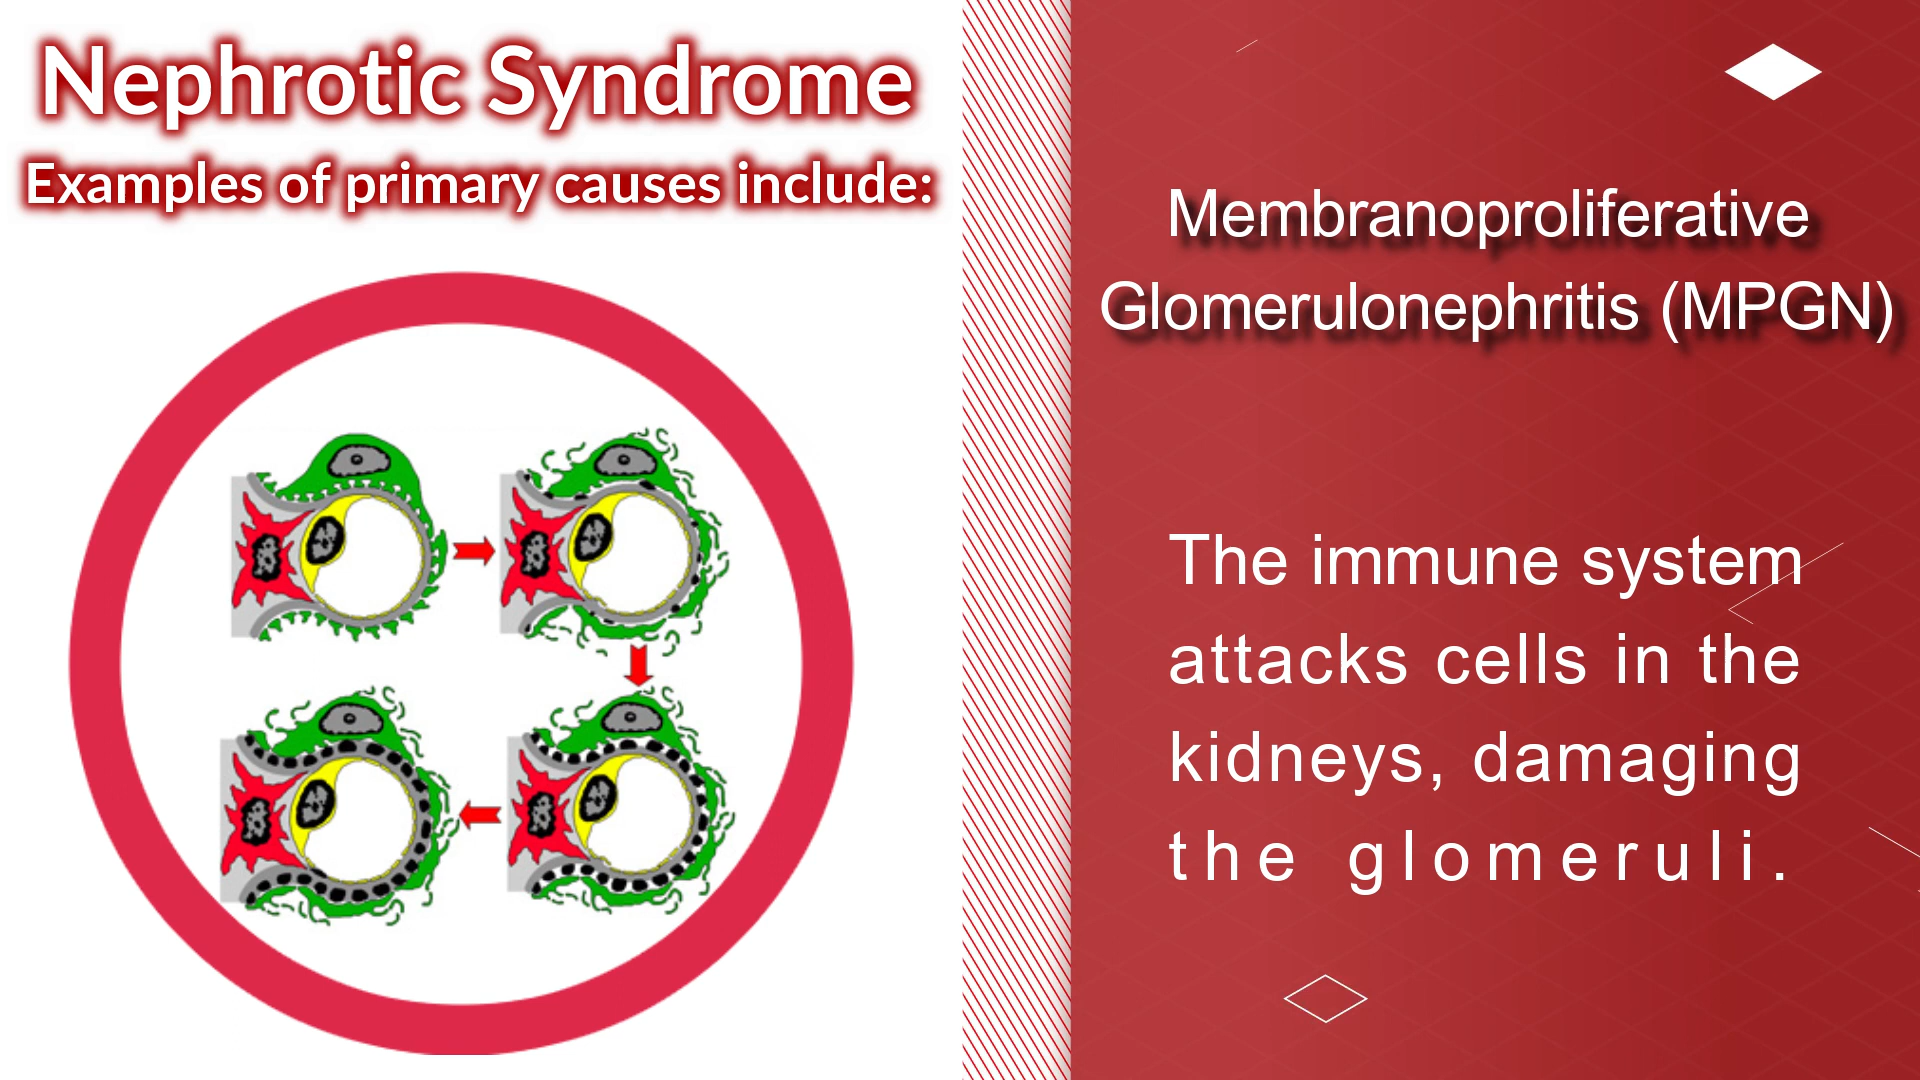 Nephrotic Syndrome
Examples of primary causes include:
Membranoproliferative
Glomerulonephritis (MPGN)
The immune system
attacks cells in the
kidneys, damaging
the glomeruli.